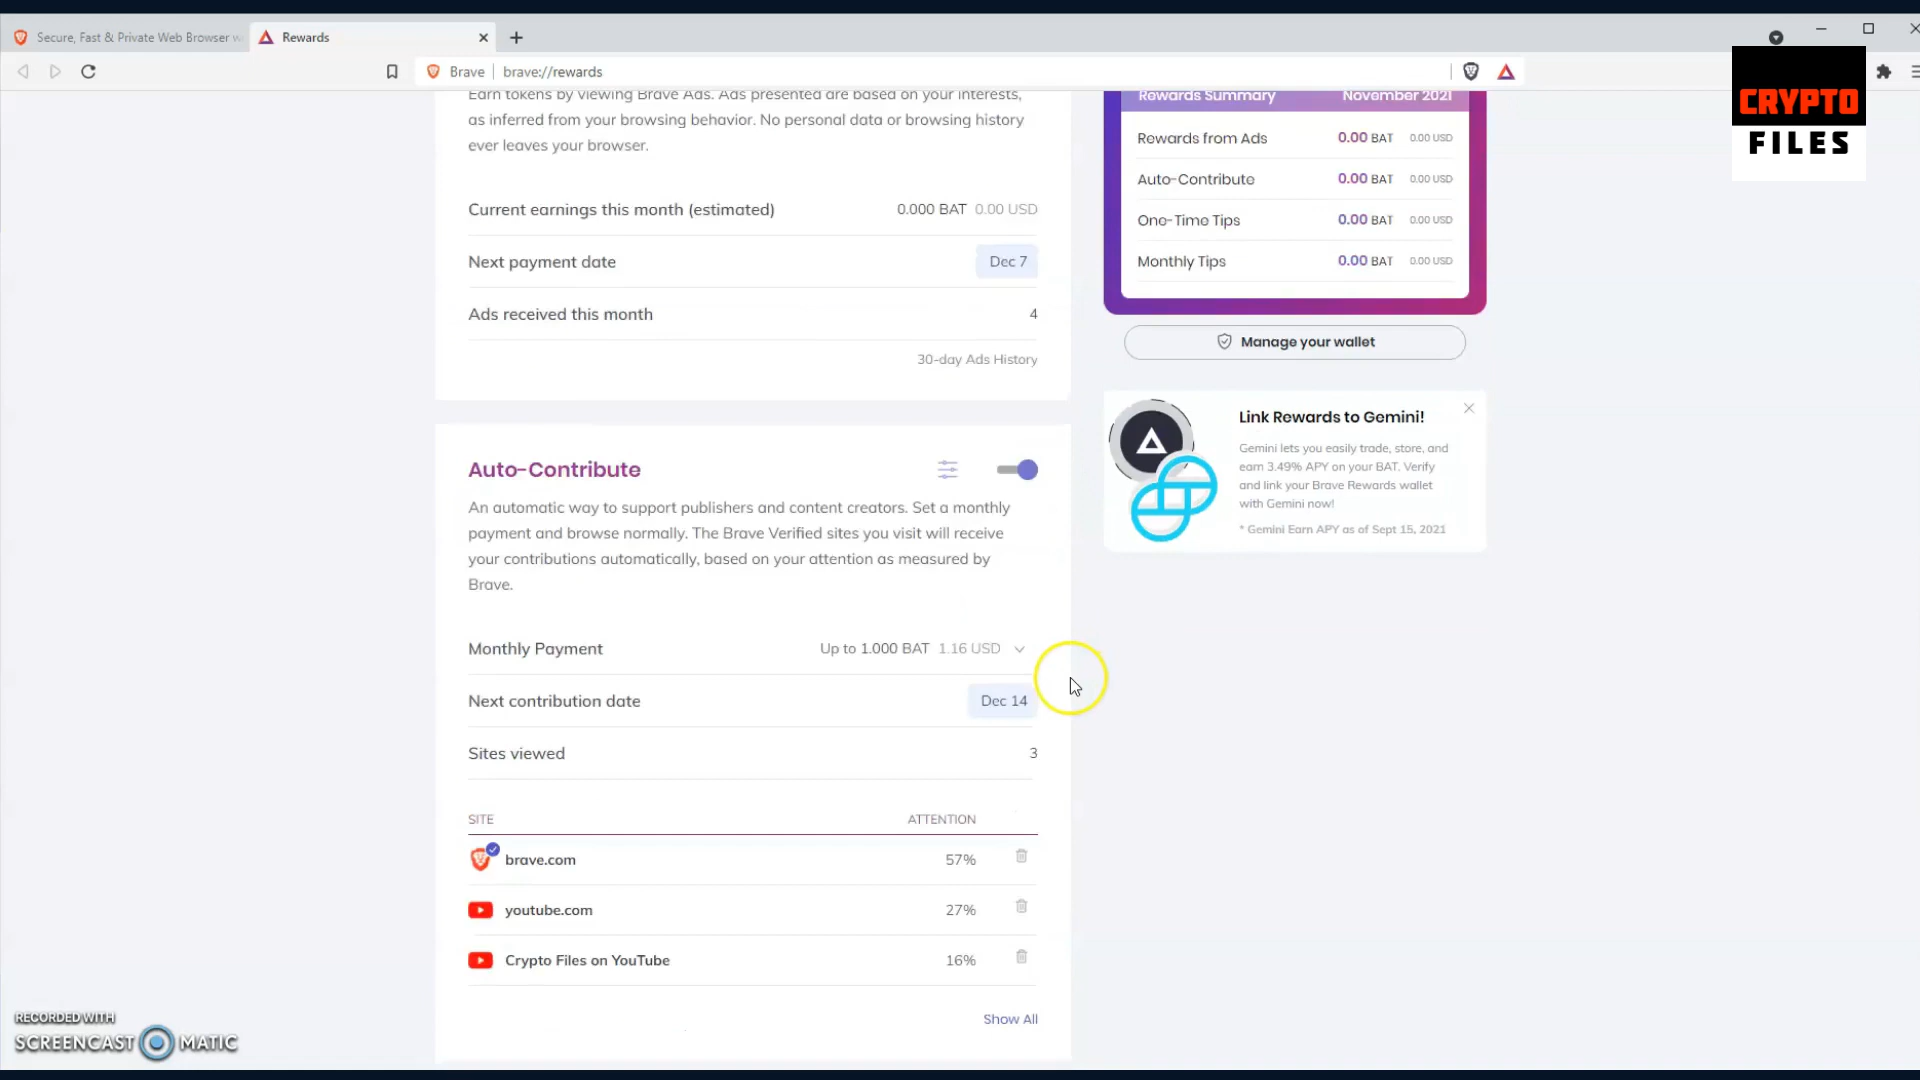 Secure, Fast & Private Web Browser w
Rewards
Brave
brave://rewards
CRYPTO
FILES
Earn tokens by viewing Brave Ads. Ads presented are based on your interests,
as inferred from your browsing behavior. No personal data or browsing history
ever leaves your browser.
Current earnings this month (estimated) 0.000 BAT 0.00 USD
Next payment date Dec 7
Ads received this month 4
30-day Ads History
Rewards Summary November 2021
Rewards from Ads 0.00 BAT 0.00 USD
Auto-Contribute 0.00 BAT 0.00 USD
One-Time Tips 0.00 BAT 0.00 USD
Monthly Tips 0.00 BAT 0.00 USD
Manage your wallet
Link Rewards to Gemini!
Gemini lets you easily trade, store, and
earn 3.49% APY on your BAT. Verify
and link your Brave Rewards wallet
with Gemini now!
* Gemini Earn APY as of Sept 15, 2021
Auto-Contribute
An automatic way to support publishers and content creators. Set a monthly
payment and browse normally. The Brave Verified sites you visit will receive
your contributions automatically, based on your attention as measured by
Brave.
Monthly Payment Up to 1.000 BAT 1.16 USD
Next contribution date Dec 14
Sites viewed 3
SITE ATTENTION
brave.com 57%
youtube.com 27%
Crypto Files on YouTube 16%
Show All
RECORDED WITH
SCREENCAST MATIC